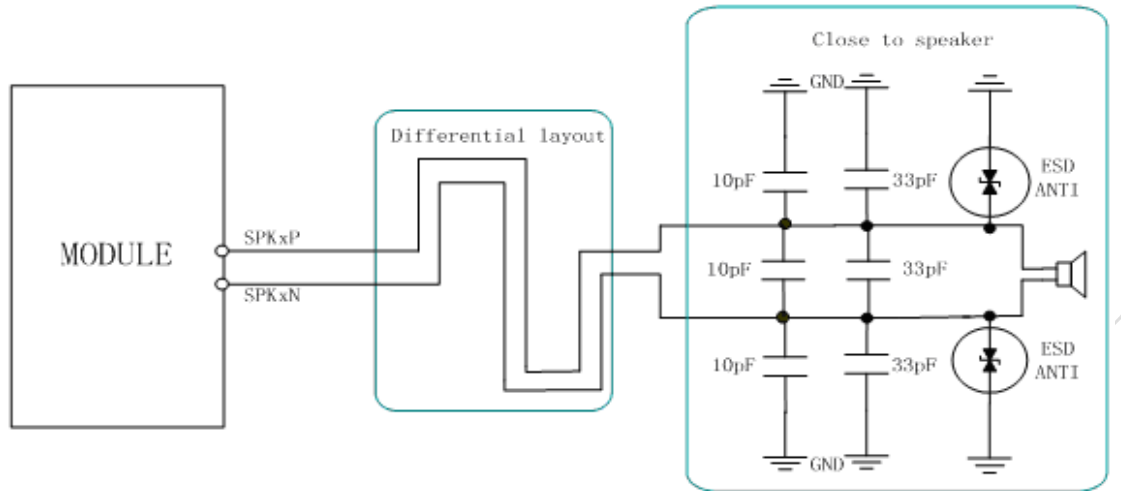 Close to speaker
GND
Differential layout
10pF
33pF
ESD
ANTI
SPKxP
MODULE
10pF
33pF
SPKxN
10pF
33pF
ESD
ANTI
GND